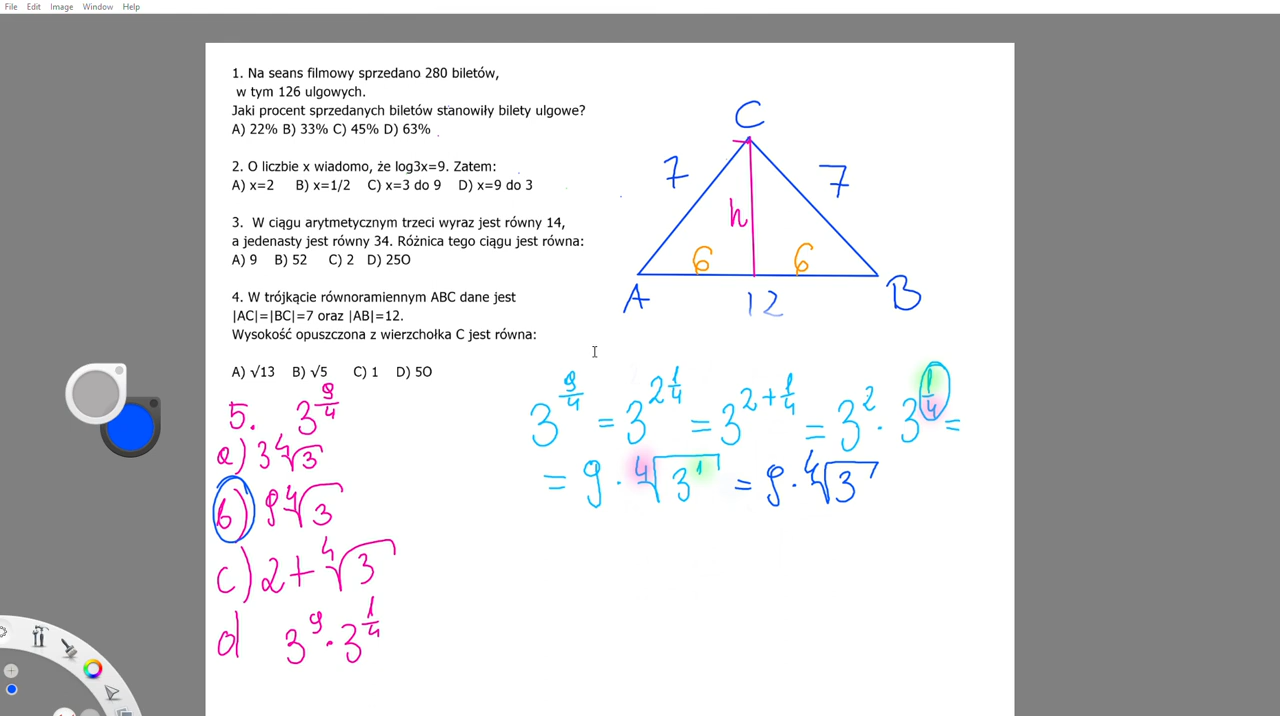 File Edit Image Window Help
1. Na seans filmowy sprzedano 280 biletów,
w tym 126 ulgowych.
Jaki procent sprzedanych biletów stanowiły bilety ulgowe?
A) 22% B) 33% C) 45% D) 63%
2. O liczbie x wiadomo, że log3x=9. Zatem:
A) x=2 B) x=1/2 C) x=3 do 9 D) x=9 do 3
3. W ciągu arytmetycznym trzeci wyraz jest równy 14,
a jedenasty jest równy 34. Różnica tego ciągu jest równa:
A) 9 B) 52 C) 2 D) 25O
4. W trójkącie równoramiennym ABC dane jest
|AC|=|BC|=7 oraz |AB|=12.
Wysokość opuszczona z wierzchołka C jest równa:
A) √13 B) √5 C) 1 D) 5O
5. 3^(9/4)
a) 3∜3
b) 9∜3
c) 2+∜3
d 3^9·3^(1/4)
C
7 7
h
6 6
A 12 B
3^(9/4) = 3^(2 1/4) = 3^(2+1/4) = 3^2 · 3^(1/4) =
= 9·∜(3^1) = 9·∜3